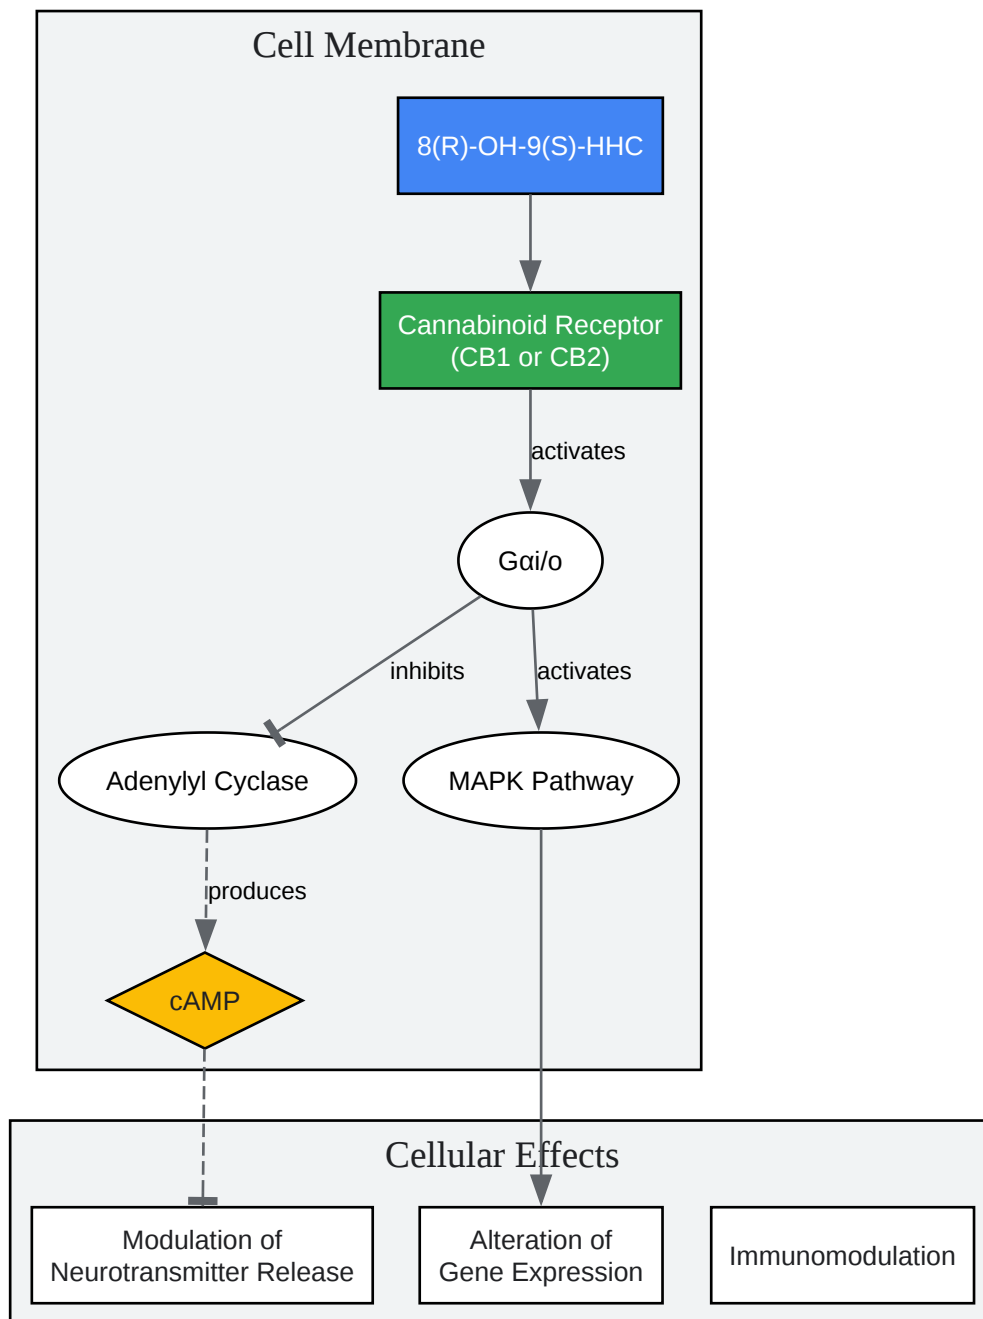 Cell Membrane
8(R)-OH-9(S)-HHC
Cannabinoid Receptor
(CB1 or CB2)
activates
Gαi/o
inhibits
activates
Adenylyl Cyclase
MAPK Pathway
produces
cAMP
Cellular Effects
Modulation of
Neurotransmitter Release
Alteration of
Gene Expression
Immunomodulation